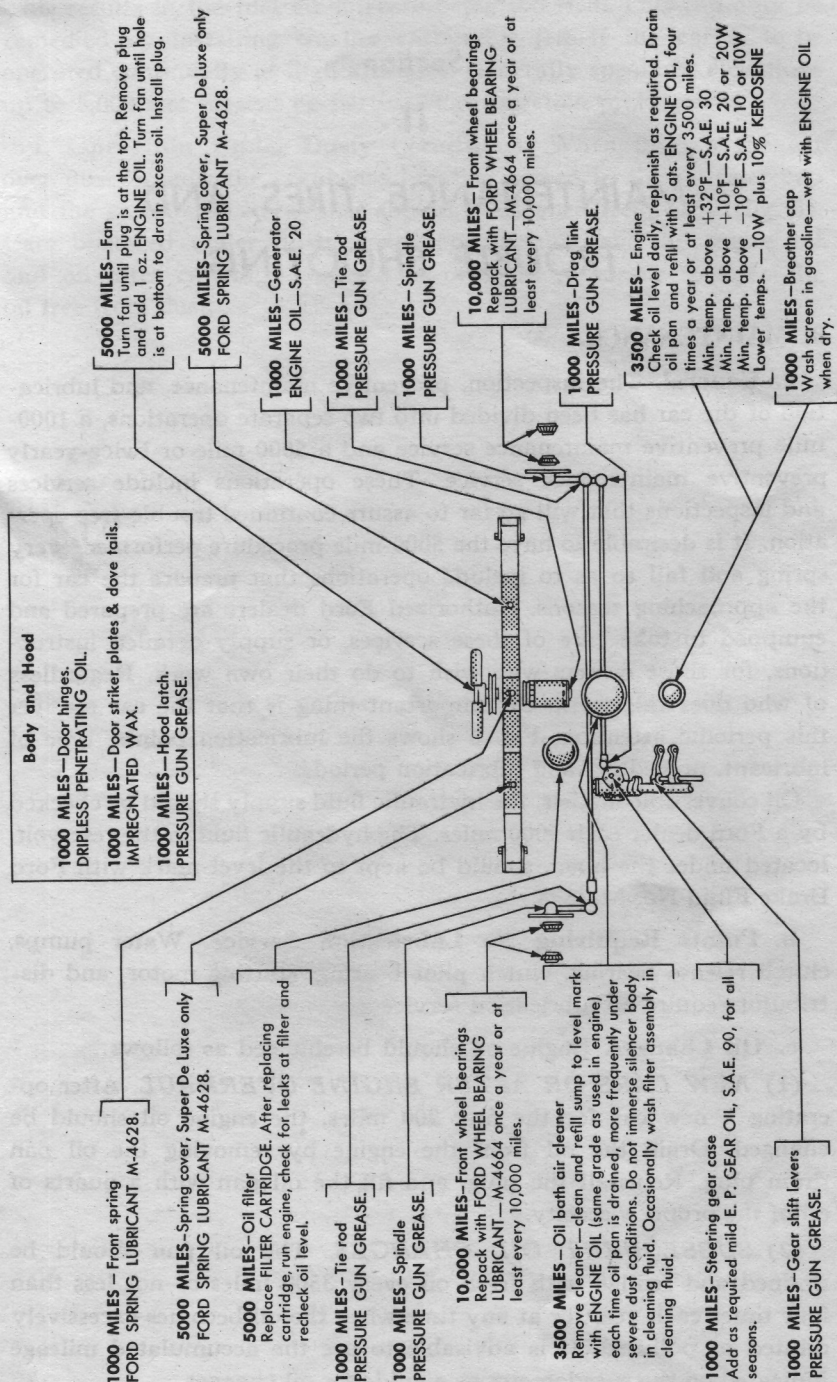 Body and Hood
1000 MILES—Door hinges.
DRIPLESS PENETRATING OIL.
1000 MILES—Door striker plates dove tails.
IMPREGNATED WAX.
1000 MILES—Hood latch.
PRESSURE GUN GREASE
1000 MILES—Front spring
FORD SPRING LUBRICANT M-4628.
5000 MILES—Spring cover, Super De Luxe only
FORD SPRING LUBRICANT M-4628.
5000 MILES—Oil filter
Replace FILTER CARTRIDGE. After replacing
cartridge, run engine, check for leaks at filter and
recheck oil level.
1000 MILES—Tie rod
PRESSURE GUN GREASE.
1000 MILES—Spindle
PRESSURE GUN GREASE.
10,000 MILES—Front wheel bearings
Repack with FORD WHEEL BEARING
LUBRICANT—M-4664 once a year or at
least every 10,000 miles.
3500 MILES—Oil bath air cleaner
Remove cleaner—clean and refill sump to level mark
with ENGINE OIL (same grade as used in engine)
each time oil pan is drained more frequently under
severe dust conditions. Do not immerse silencer body
in cleaning fluid. Occasionally wash filter assembly in
cleaning fluid.
1000 MILES—Steering gear case
Add as required mild E. P. GEAR OIL, S.A.E. 90, for all
seasons.
1000 MILES—Gear shift levers
PRESSURE GUN GREASE.
5000 MILES—Fan
Turn fan until plug is at the top. Remove plug
and add 1 oz. ENGINE OIL. Turn fan until hole
is at bottom to drain excess oil. Install plug.
5000 MILES—Spring cover, Super DeLuxe only
FORD SPRING LUBRICANT M-4628.
1000 MILES—Generator
ENGINE OIL—S.A.E. 20
1000 MILES—Tie rod
PRESSURE GUN GREASE.
1000 MILES—Spindle
PRESSURE GUN GREASE.
10,000 MILES—Front wheel bearings
Repack with FORD WHEEL BEARING
LUBRICANT—M-4664 once a year or at
least every 10,000 miles.
1000 MILES—Drag link
PRESSURE GUN GREASE.
3500 MILES—Engine
Check oil level daily, replenish as required. Drain
oil pan and refill with 5 qts. ENGINE OIL, four
times a year or at least every 3500 miles.
Min. temp. above +32°F—S.A.E. 30
Min. temp. above +10°F—S.A.E. 20 or 20W
Min. temp. above −10°F—S.A.E. 10 or 10W
Lower temps. —10W plus 10% KEROSENE
1000 MILES—Breather cap
Wash screen in gasoline—wet with ENGINE OIL
when dry.